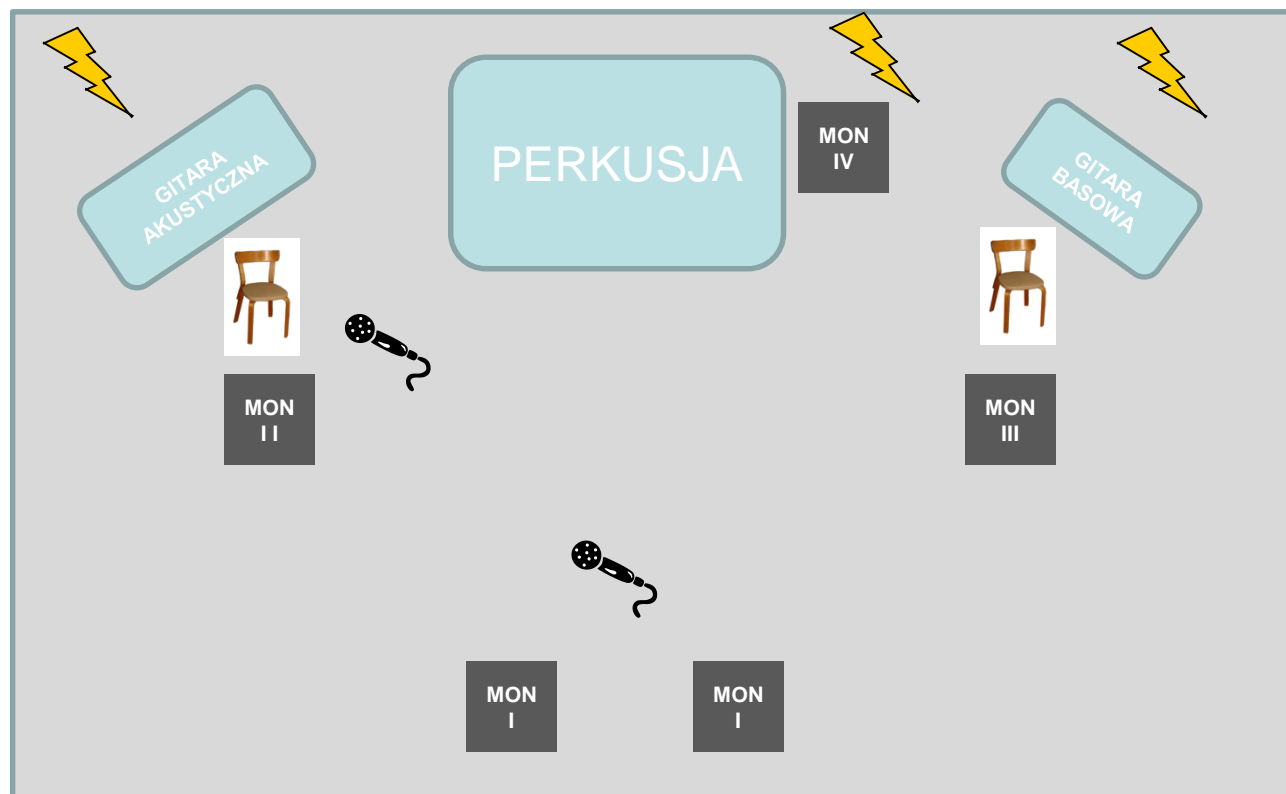 GITARA
AKUSTYCZNA
PERKUSJA
MON
IV
GITARA
BASOWA
MON
I I
MON
III
MON
I
MON
I